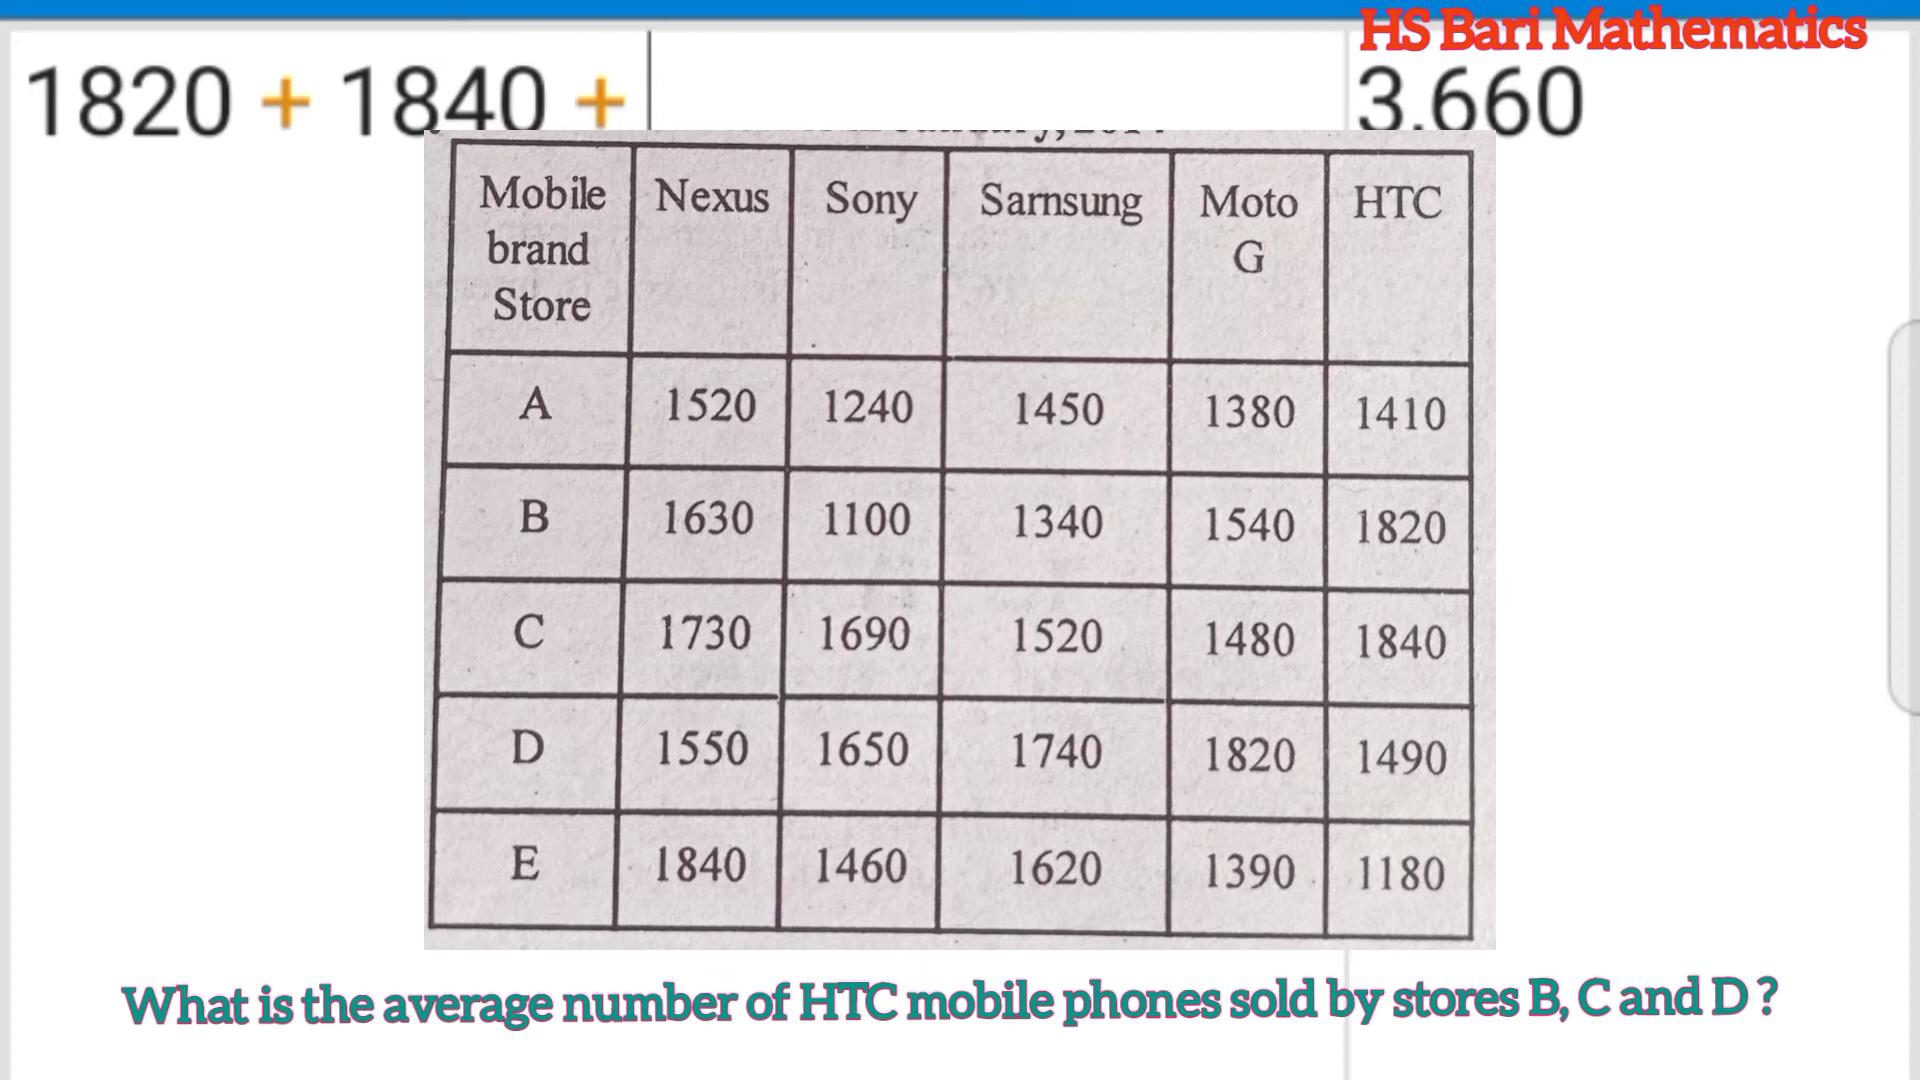 HS Bari Mathematics
1820 + 1840 +
3.660
Mobile brand Store Nexus Sony Sarnsung Moto G HTC
A 1520 1240 1450 1380 1410
B 1630 1100 1340 1540 1820
C 1730 1690 1520 1480 1840
D 1550 1650 1740 1820 1490
E 1840 1460 1620 1390 1180
What is the average number of HTC mobile phones sold by stores B, C and D ?